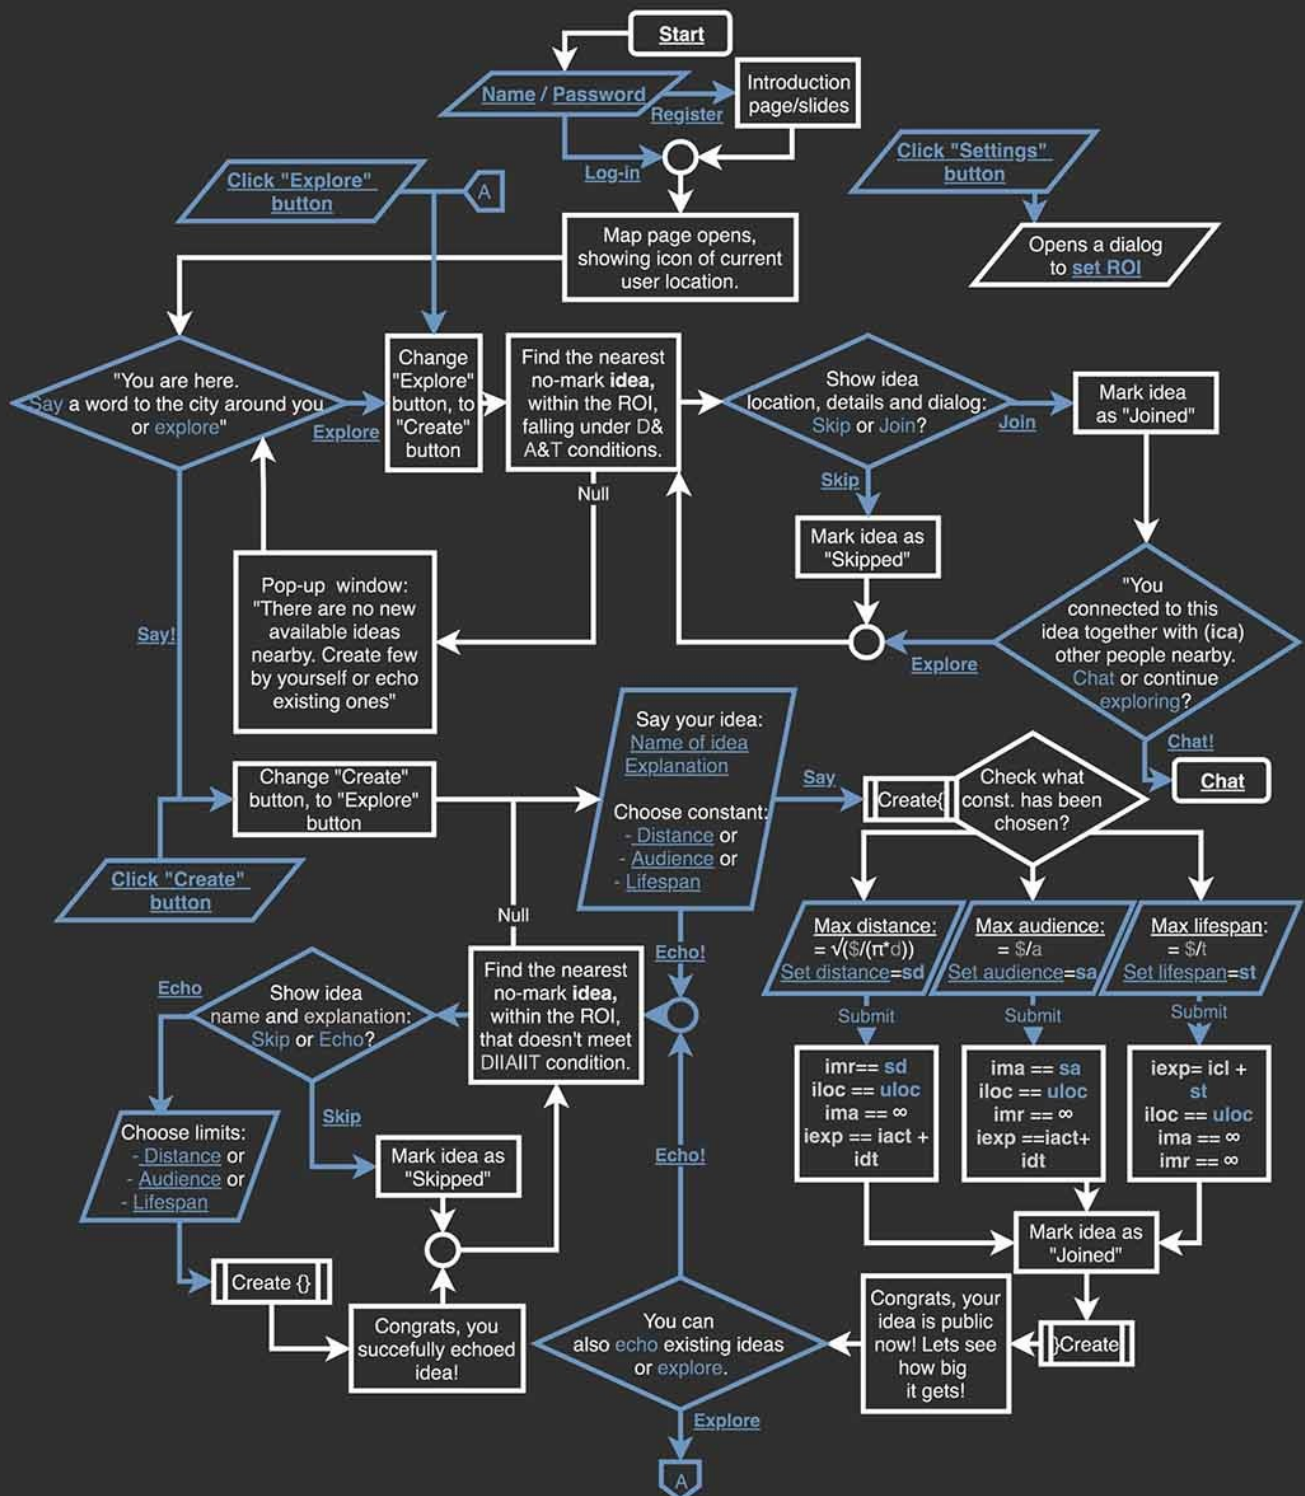 Start
Name / Password
Register
Introduction
page/slides
Log-in
Click "Explore"
button
A
Click "Settings"
button
Map page opens,
showing icon of current
user location.
Opens a dialog
to set ROI
"You are here.
Say a word to the city around you
or explore"
Explore
Change
"Explore"
button, to
"Create"
button
Find the nearest
no-mark idea,
within the ROI,
falling under D&
A&T conditions.
Null
Show idea
location, details and dialog:
Skip or Join?
Join
Mark idea
as "Joined"
Skip
Mark idea as
"Skipped"
Pop-up window:
"There are no new
available ideas
nearby. Create few
by yourself or echo
existing ones"
Say!
"You
connected to this
idea together with (ica)
other people nearby.
Chat or continue
exploring?
Explore
Chat!
Chat
Change "Create"
button, to "Explore"
button
Click "Create"
button
Say your idea:
Name of idea
Explanation
Choose constant:
- Distance or
- Audience or
- Lifespan
Say
Create{
Check what
const. has been
chosen?
Max distance:
= √($/(π*d))
Set distance=sd
Max audience:
= $/a
Set audience=sa
Max lifespan:
= $/t
Set lifespan=st
Submit
Submit
Submit
imr== sd
iloc == uloc
ima == ∞
iexp == iact +
idt
ima == sa
iloc == uloc
imr == ∞
iexp ==iact+
idt
iexp= icl +
st
iloc == uloc
ima == ∞
imr == ∞
Null
Echo!
Find the nearest
no-mark idea,
within the ROI,
that doesn't meet
DIIAIIT condition.
Show idea
name and explanation:
Skip or Echo?
Echo
Skip
Choose limits:
- Distance or
- Audience or
- Lifespan
Mark idea as
"Skipped"
Create {}
Congrats, you
succefully echoed
idea!
Echo!
Mark idea as
"Joined"
}Create
Congrats, your
idea is public
now! Lets see
how big
it gets!
You can
also echo existing ideas
or explore.
Explore
A